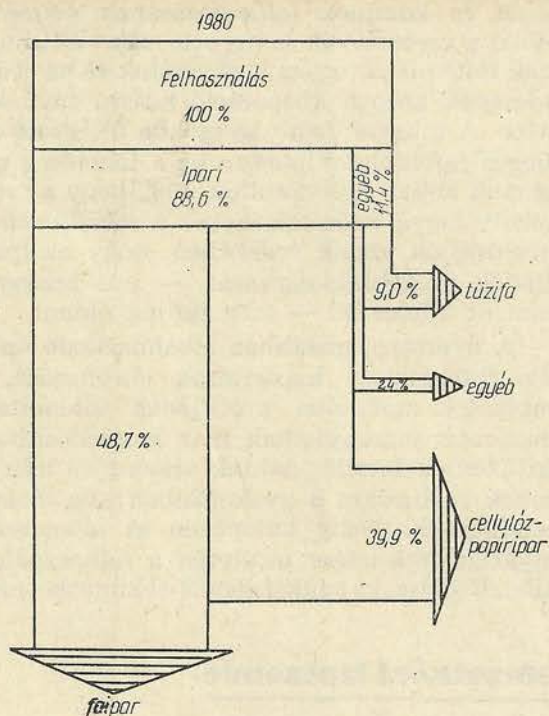 1980
Felhasználás
100 %
Ipari
88,6 %
egyéb
11,4 %
9,0 %
tűzifa
2,4 %
egyéb
48,7 %
39,9 %
cellulóz-
papíripar
faipar